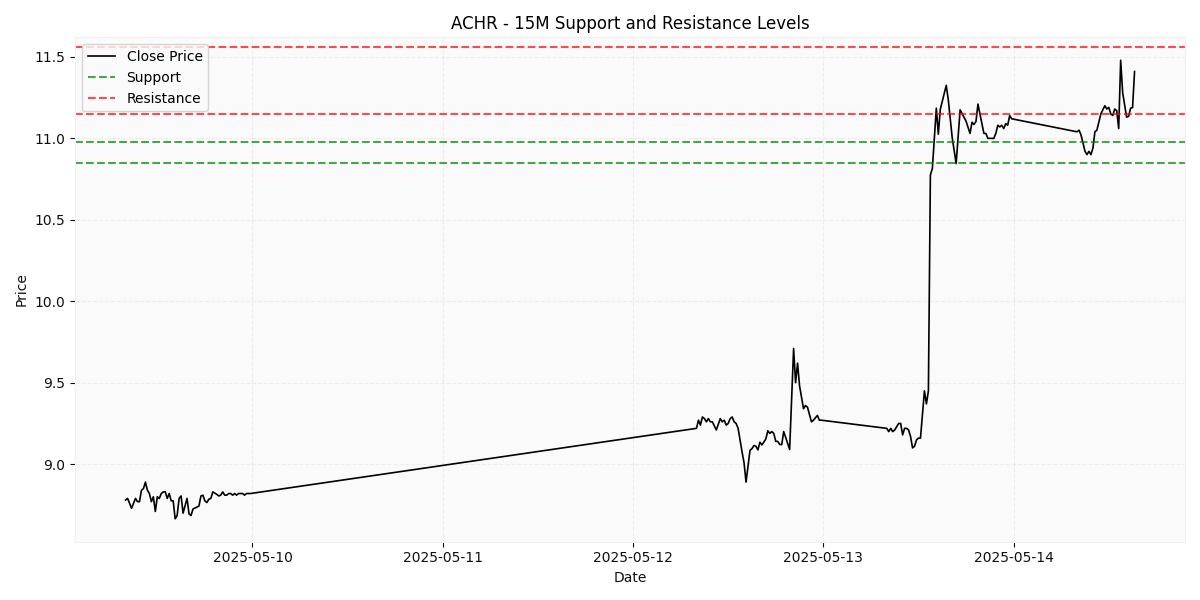 ACHR - 15M Support and Resistance Levels
Close Price
Support
Resistance
11.5
11.0
10.5
10.0
9.5
9.0
Price
2025-05-10
2025-05-11
2025-05-12
2025-05-13
2025-05-14
Date